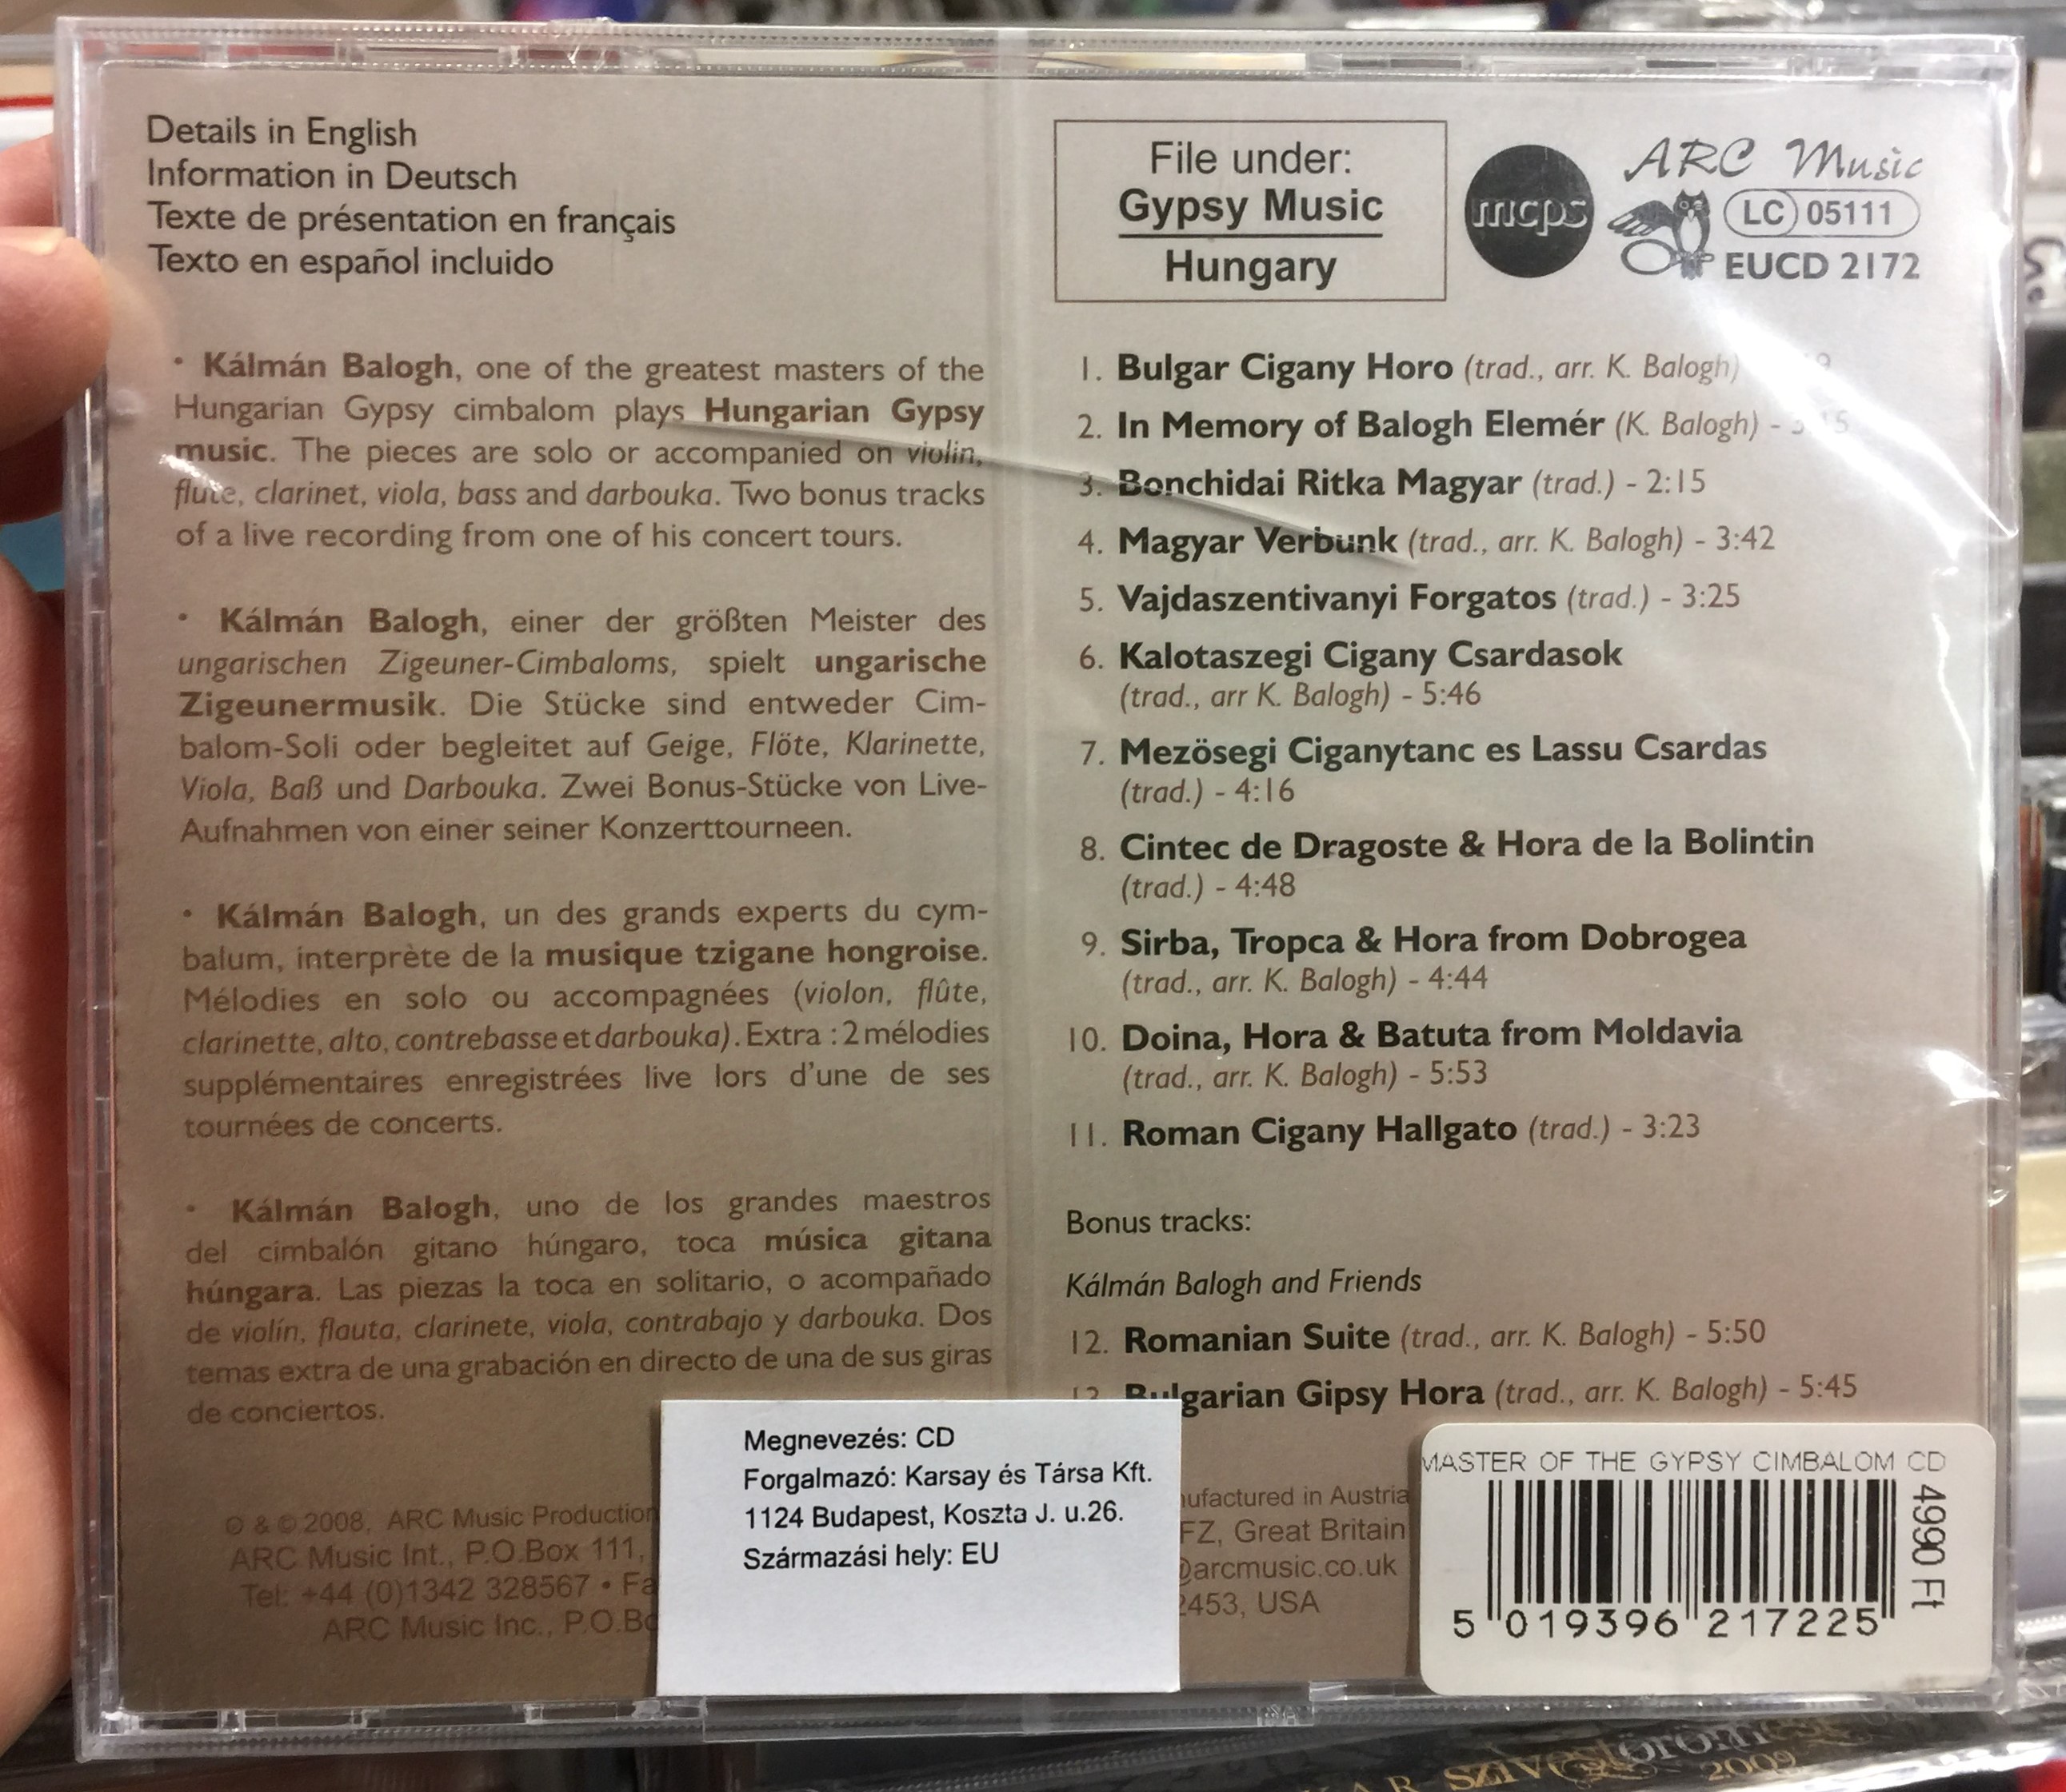 Details in English
Information in Deutsch
Texte de présentation en français
Texto en español incluido
• Kálmán Balogh, one of the greatest masters of the
Hungarian Gypsy cimbalom plays Hungarian Gypsy
music. The pieces are solo or accompanied on violin,
flute, clarinet, viola, bass and darbouka. Two bonus tracks
of a live recording from one of his concert tours.
• Kálmán Balogh, einer der größten Meister des
ungarischen Zigeuner-Cimbaloms, spielt ungarische
Zigeunermusik. Die Stücke sind entweder Cim-
balom-Soli oder begleitet auf Geige, Flöte, Klarinette,
Viola, Baß und Darbouka. Zwei Bonus-Stücke von Live-
Aufnahmen von einer seiner Konzerttourneen.
• Kálmán Balogh, un des grands experts du cym-
balum, interprète de la musique tzigane hongroise.
Mélodies en solo ou accompagnées (violon, flûte,
clarinette, alto, contrebasse et darbouka). Extra : 2 mélodies
supplémentaires enregistrées live lors d'une de ses
tournées de concerts.
• Kálmán Balogh, uno de los grandes maestros
del cimbalón gitano húngaro, toca música gitana
húngara. Las piezas la toca en solitario, o acompañado
de violín, flauta, clarinete, viola, contrabajo y darbouka. Dos
temas extra de una grabación en directo de una de sus giras
de conciertos.
File under:
Gypsy Music
Hungary
mcps
ARC Music
LC 05111
EUCD 2172
1. Bulgar Cigany Horo (trad., arr. K. Balogh)
2. In Memory of Balogh Elemér (K. Balogh) -
3. Bonchidai Ritka Magyar (trad.) - 2:15
4. Magyar Verbunk (trad., arr. K. Balogh) - 3:42
5. Vajdaszentivanyi Forgatos (trad.) - 3:25
6. Kalotaszegi Cigany Csardasok
(trad., arr K. Balogh) - 5:46
7. Mezösegi Ciganytanc es Lassu Csardas
(trad.) - 4:16
8. Cintec de Dragoste & Hora de la Bolintin
(trad.) - 4:48
9. Sirba, Tropca & Hora from Dobrogea
(trad., arr. K. Balogh) - 4:44
10. Doina, Hora & Batuta from Moldavia
(trad., arr. K. Balogh) - 5:53
11. Roman Cigany Hallgato (trad.) - 3:23
Bonus tracks:
Kálmán Balogh and Friends
12. Romanian Suite (trad., arr. K. Balogh) - 5:50
13. Bulgarian Gipsy Hora (trad., arr. K. Balogh) - 5:45
℗ & © 2008, ARC Music Production
ufactured in Austria
ARC Music Int., P.O.Box 111,
FZ, Great Britain
Tel: +44 (0)1342 328567 • Fa
@arcmusic.co.uk
ARC Music Inc., P.O.Bo
2453, USA
Megnevezés: CD
Forgalmazó: Karsay és Társa Kft.
1124 Budapest, Koszta J. u.26.
Származási hely: EU
MASTER OF THE GYPSY CIMBALOM CD
4990 Ft
5 019396 217225
2009